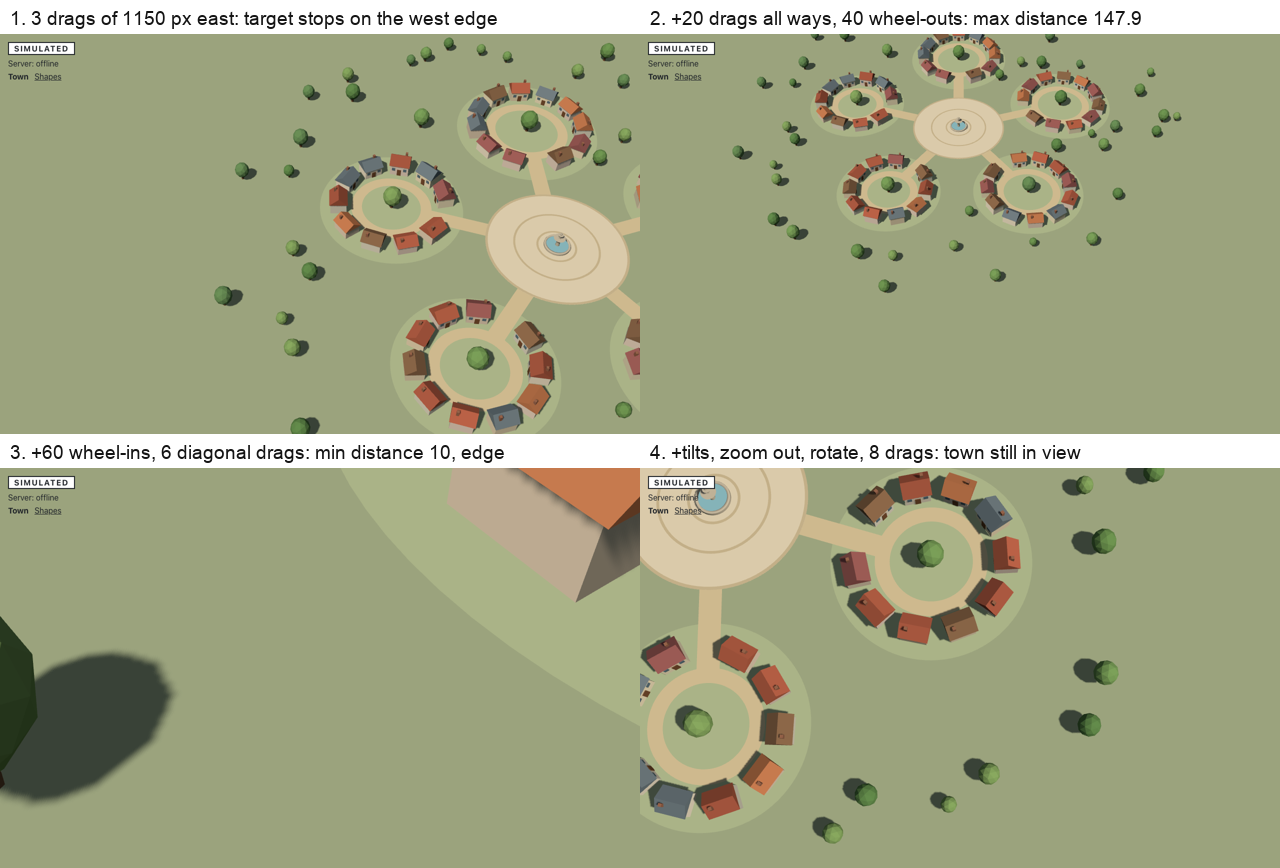 1. 3 drags of 1150 px east: target stops on the west edge
SIMULATED
Server: offline
Town Shapes
2. +20 drags all ways, 40 wheel-outs: max distance 147.9
SIMULATED
Server: offline
Town Shapes
3. +60 wheel-ins, 6 diagonal drags: min distance 10, edge
SIMULATED
Server: offline
Town Shapes
4. +tilts, zoom out, rotate, 8 drags: town still in view
SIMULATED
Server: offline
Town Shapes